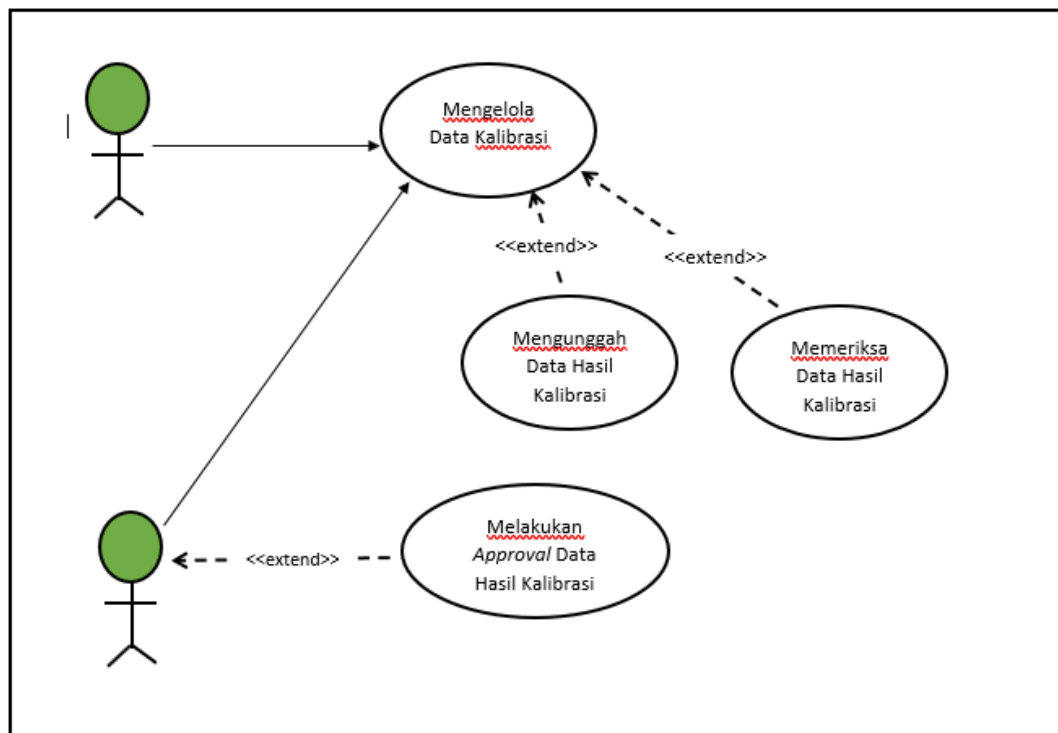 Mengelola
Data Kalibrasi
<<extend>>
<<extend>>
Mengunggah
Data Hasil
Kalibrasi
Memeriksa
Data Hasil
Kalibrasi
Melakukan
Approval Data
Hasil Kalibrasi
<<extend>>